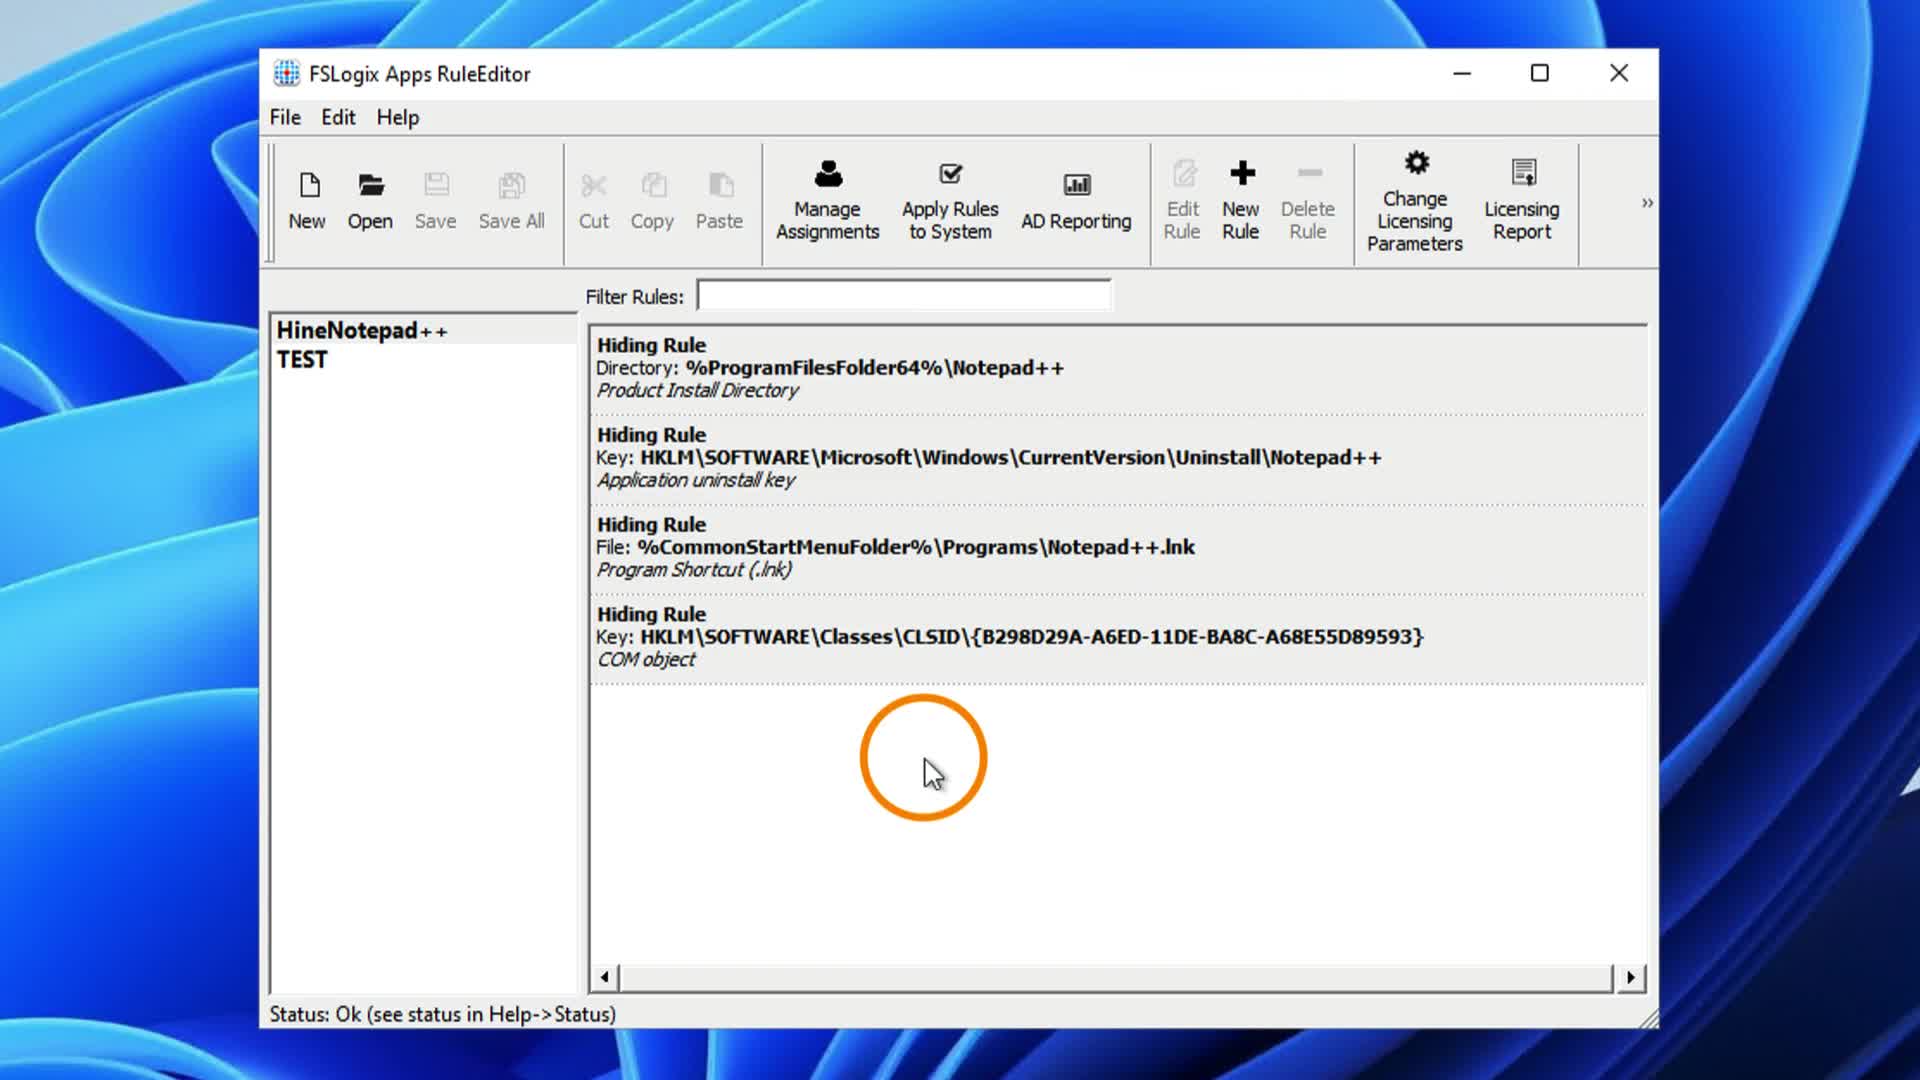 FSLogix Apps RuleEditor
File Edit Help
New Open Save Save All Cut Copy Paste Manage Assignments Apply Rules to System AD Reporting Edit Rule New Rule Delete Rule Change Licensing Parameters Licensing Report »
Filter Rules:
HineNotepad++
TEST
Hiding Rule
Directory: %ProgramFilesFolder64%\Notepad++
Product Install Directory
Hiding Rule
Key: HKLM\SOFTWARE\Microsoft\Windows\CurrentVersion\Uninstall\Notepad++
Application uninstall key
Hiding Rule
File: %CommonStartMenuFolder%\Programs\Notepad++.lnk
Program Shortcut (.lnk)
Hiding Rule
Key: HKLM\SOFTWARE\Classes\CLSID\{B298D29A-A6ED-11DE-BA8C-A68E55D89593}
COM object
Status: Ok (see status in Help->Status)